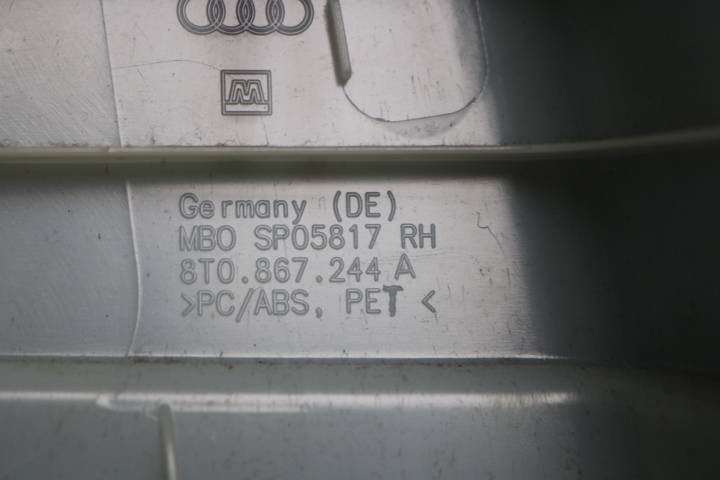 M
Germany (DE)
MBO SP05817 RH
8T0.867.244 A
>PC/ABS, PET <